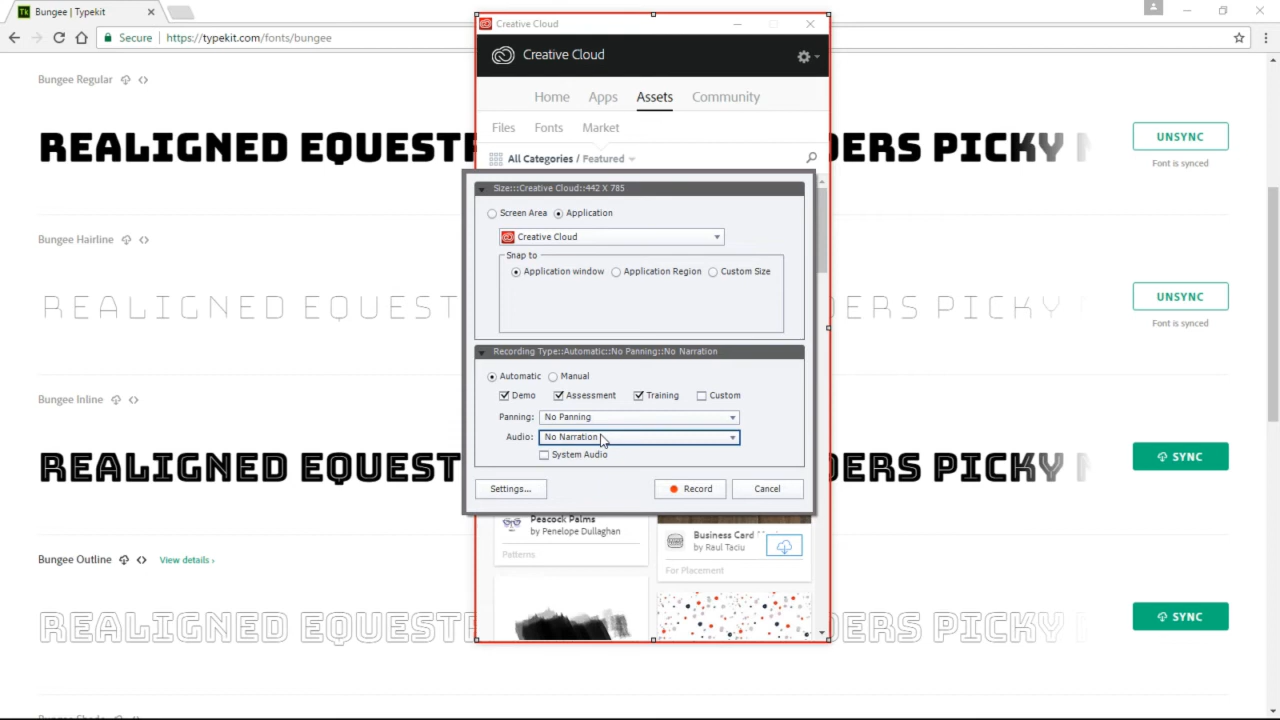 Bungee | Typekit
Secure
https://typekit.com/fonts/bungee
Bungee Regular
REALIGNED EQUESTE
DERS PICKY
UNSYNC
Font is synced
Bungee Hairline
REALIGNED EQUEST
ERS PICKY
UNSYNC
Font is synced
Bungee Inline
REALIGNED EQUEST
DERS PICKY
SYNC
Bungee Outline
View details ›
REALIGNED EQUEST
DERS PICKY
SYNC
Creative Cloud
Creative Cloud
Home Apps Assets Community
Files Fonts Market
All Categories / Featured
Size:::Creative Cloud::442 X 785
Screen Area Application
Creative Cloud
Snap to
Application window Application Region Custom Size
Recording Type::Automatic::No Panning::No Narration
Automatic Manual
Demo Assessment Training Custom
Panning: No Panning
Audio: No Narration
System Audio
Settings... Record Cancel
Peacock Palms
by Penelope Dullaghan
Patterns
Business Card
by Raul Taciu
For Placement